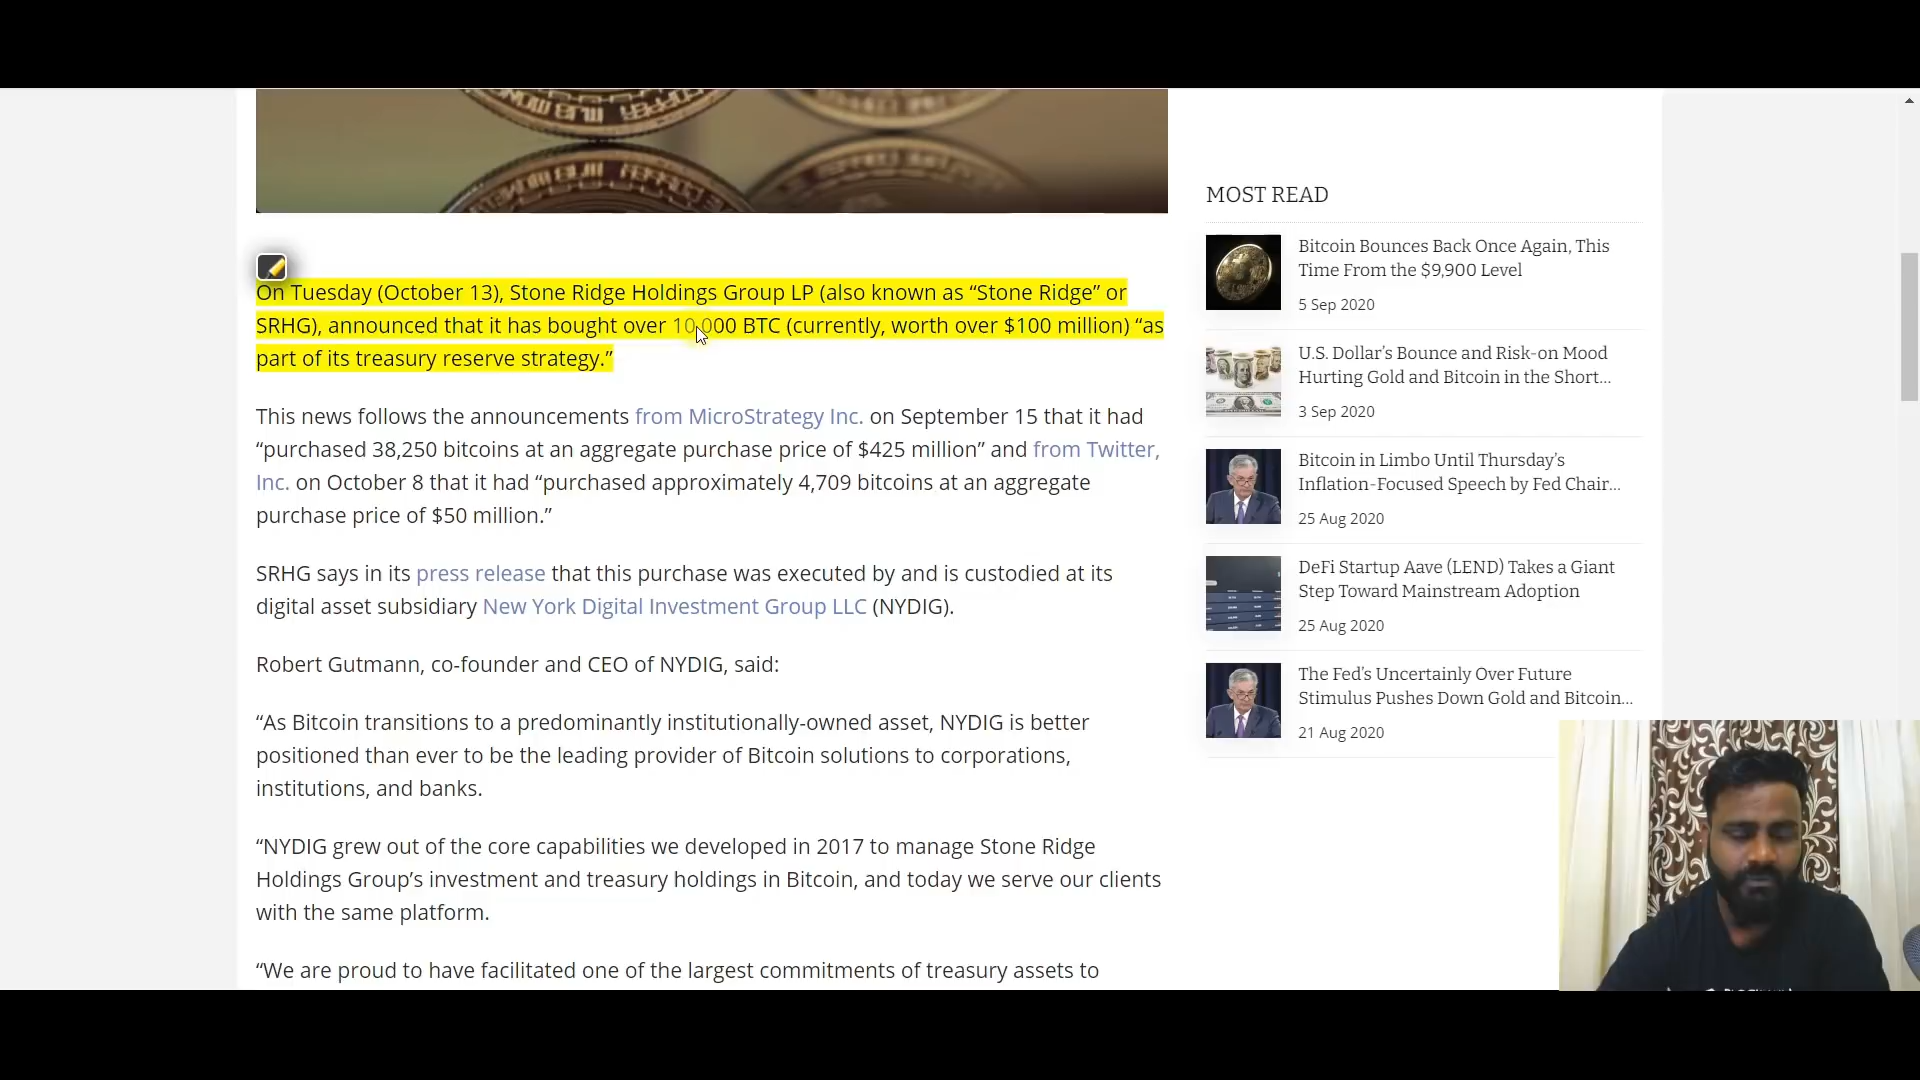 On Tuesday (October 13), Stone Ridge Holdings Group LP (also known as “Stone Ridge” or
SRHG), announced that it has bought over 10,000 BTC (currently, worth over $100 million) “as
part of its treasury reserve strategy.”
This news follows the announcements from MicroStrategy Inc. on September 15 that it had
“purchased 38,250 bitcoins at an aggregate purchase price of $425 million” and from Twitter,
Inc. on October 8 that it had “purchased approximately 4,709 bitcoins at an aggregate
purchase price of $50 million.”
SRHG says in its press release that this purchase was executed by and is custodied at its
digital asset subsidiary New York Digital Investment Group LLC (NYDIG).
Robert Gutmann, co-founder and CEO of NYDIG, said:
“As Bitcoin transitions to a predominantly institutionally-owned asset, NYDIG is better
positioned than ever to be the leading provider of Bitcoin solutions to corporations,
institutions, and banks.
“NYDIG grew out of the core capabilities we developed in 2017 to manage Stone Ridge
Holdings Group’s investment and treasury holdings in Bitcoin, and today we serve our clients
with the same platform.
“We are proud to have facilitated one of the largest commitments of treasury assets to
MOST READ
Bitcoin Bounces Back Once Again, This
Time From the $9,900 Level
5 Sep 2020
U.S. Dollar’s Bounce and Risk-on Mood
Hurting Gold and Bitcoin in the Short...
3 Sep 2020
Bitcoin in Limbo Until Thursday’s
Inflation-Focused Speech by Fed Chair...
25 Aug 2020
DeFi Startup Aave (LEND) Takes a Giant
Step Toward Mainstream Adoption
25 Aug 2020
The Fed’s Uncertainly Over Future
Stimulus Pushes Down Gold and Bitcoin...
21 Aug 2020